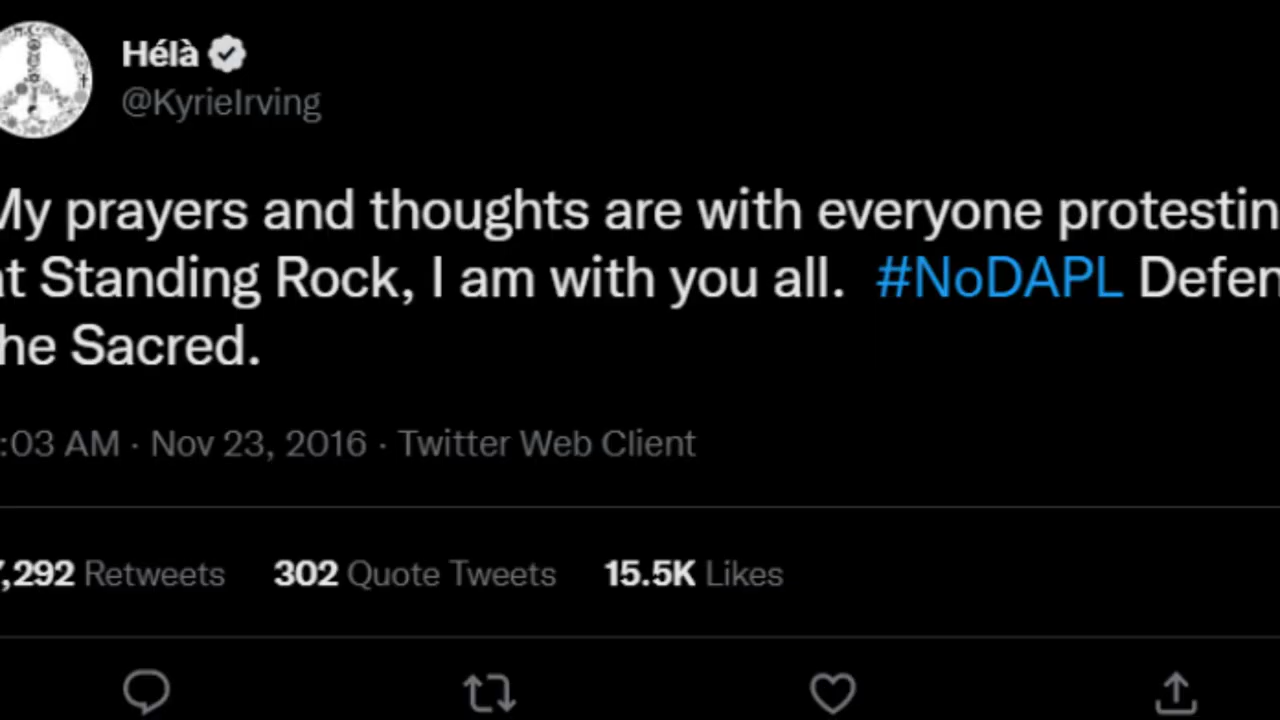 Hélà
@KyrieIrving
My prayers and thoughts are with everyone protestin
at Standing Rock, I am with you all. #NoDAPL Defen
he Sacred.
:03 AM · Nov 23, 2016 · Twitter Web Client
,292 Retweets 302 Quote Tweets 15.5K Likes